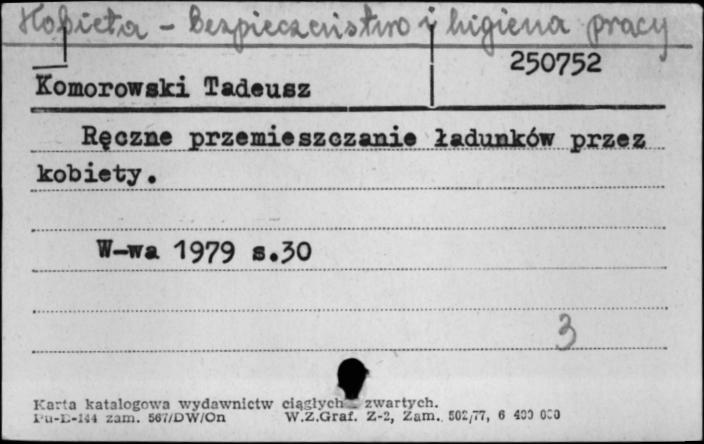 Kobieta - Bezpieczeństwo i higiena pracy
250752
Komorowski Tadeusz
Ręczne przemieszczanie ładunków przez
kobiety.
W-wa 1979 s.30
3
Karta katalogowa wydawnictw ciągłych zwartych.
Pu-E-144 zam. 567/DW/On W.Z.Graf. Z-2, Zam. 502/77, 6 400 000